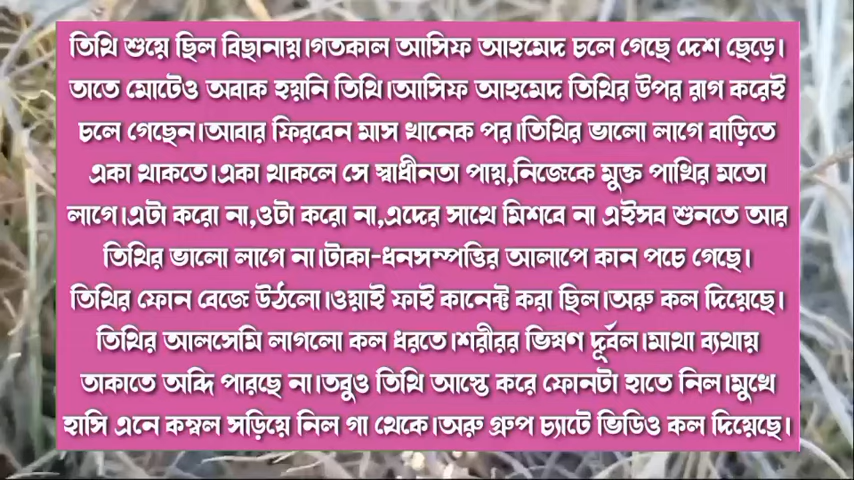 তিথি শুয়ে ছিল বিছানায়।গতকাল আসিফ আহমেদ চলে গেছে দেশ ছেড়ে।
তাতে মোটেও অবাক হয়নি তিথি।আসিফ আহমেদ তিথির উপর রাগ করেই
চলে গেছেন।আবার ফিরবেন মাস খানেক পর।তিথির ভালো লাগে বাড়িতে
একা থাকতে।একা থাকলে সে স্বাধীনতা পায়,নিজেকে মুক্ত পাখির মতো
লাগে।এটা করো না,ওটা করো না,এদের সাথে মিশবে না এইসব শুনতে আর
তিথির ভালো লাগে না।টাকা-ধনসম্পত্তির আলাপে কান পচে গেছে।
তিথির ফোন বেজে উঠলো।ওয়াই ফাই কানেক্ট করা ছিল।অরু কল দিয়েছে।
তিথির আলসেমি লাগলো কল ধরতে।শরীরর ভিষণ দূর্বল।মাথা ব্যথায়
তাকাতে অব্দি পারছে না।তবুও তিথি আস্তে করে ফোনটা হাতে নিল।মুখে
হাসি এনে কম্বল সড়িয়ে নিল গা থেকে।অরু গ্রুপ চ্যাটে ভিডিও কল দিয়েছে।